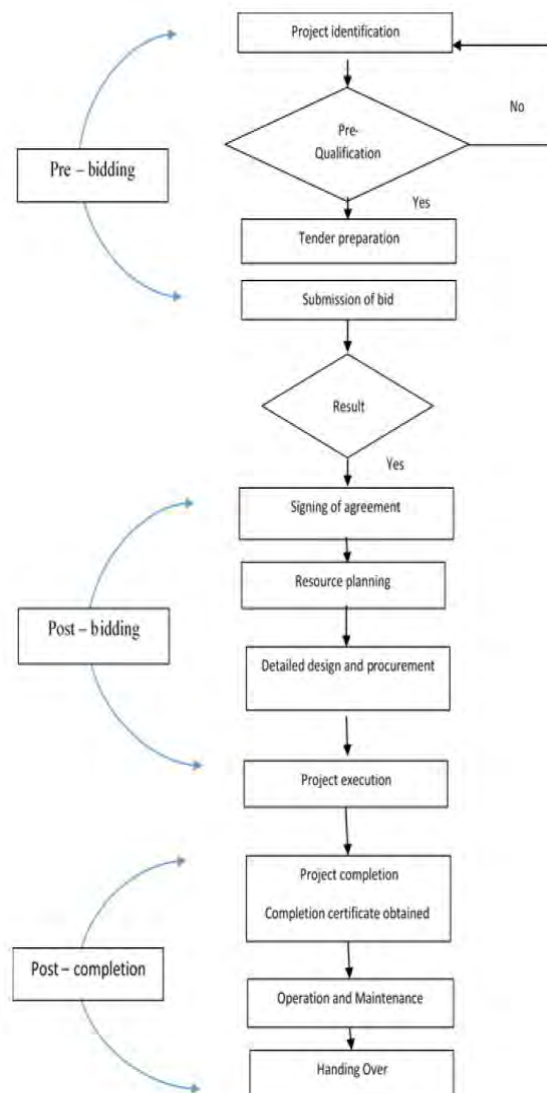 Project identification
No
Pre-
Qualification
Pre – bidding
Yes
Tender preparation
Submission of bid
Result
Yes
Signing of agreement
Resource planning
Post – bidding
Detailed design and procurement
Project execution
Project completion
Completion certificate obtained
Post – completion
Operation and Maintenance
Handing Over